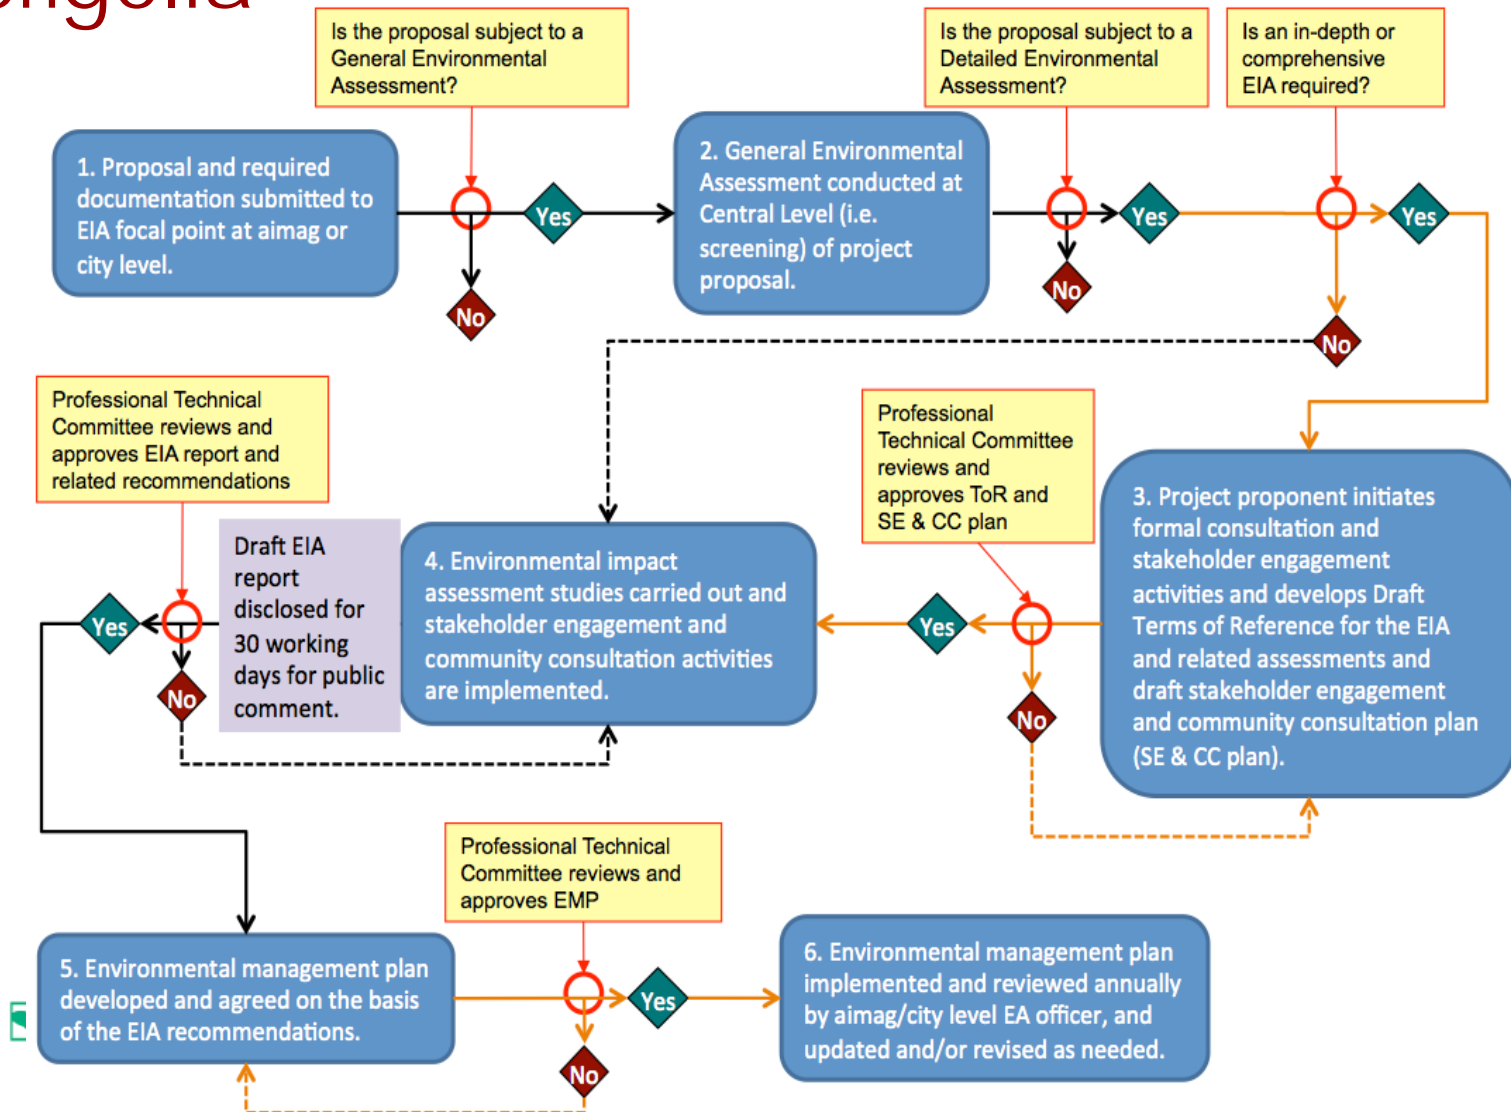 ongolia
Is the proposal subject to a
General Environmental
Assessment?
Is the proposal subject to a
Detailed Environmental
Assessment?
Is an in-depth or
comprehensive
EIA required?
1. Proposal and required
documentation submitted to
EIA focal point at aimag or
city level.
Yes
No
2. General Environmental
Assessment conducted at
Central Level (i.e.
screening) of project
proposal.
Yes
No
Yes
No
Professional Technical
Committee reviews and
approves EIA report and
related recommendations
Professional
Technical Committee
reviews and
approves ToR and
SE & CC plan
3. Project proponent initiates
formal consultation and
stakeholder engagement
activities and develops Draft
Terms of Reference for the EIA
and related assessments and
draft stakeholder engagement
and community consultation plan
(SE & CC plan).
Yes
No
4. Environmental impact
assessment studies carried out and
stakeholder engagement and
community consultation activities
are implemented.
Draft EIA
report
disclosed for
30 working
days for public
comment.
Yes
No
Professional Technical
Committee reviews and
approves EMP
5. Environmental management plan
developed and agreed on the basis
of the EIA recommendations.
Yes
No
6. Environmental management plan
implemented and reviewed annually
by aimag/city level EA officer, and
updated and/or revised as needed.